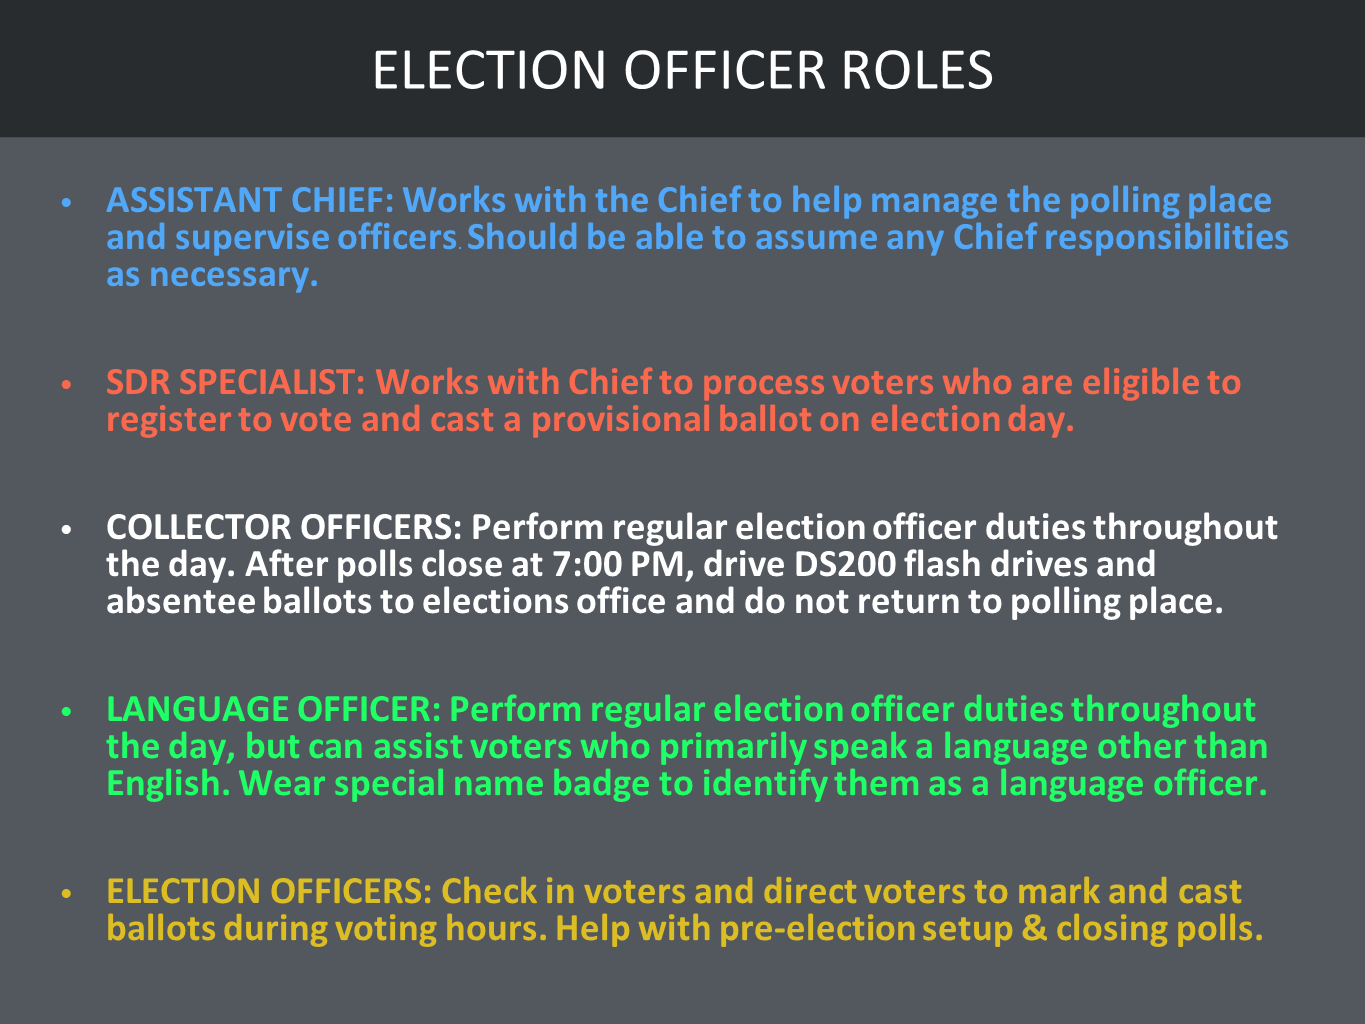 ELECTION OFFICER ROLES
• ASSISTANT CHIEF: Works with the Chief to help manage the polling place
and supervise officers. Should be able to assume any Chief responsibilities
as necessary.
• SDR SPECIALIST: Works with Chief to process voters who are eligible to
register to vote and cast a provisional ballot on election day.
• COLLECTOR OFFICERS: Perform regular election officer duties throughout
the day. After polls close at 7:00 PM, drive DS200 flash drives and
absentee ballots to elections office and do not return to polling place.
• LANGUAGE OFFICER: Perform regular election officer duties throughout
the day, but can assist voters who primarily speak a language other than
English. Wear special name badge to identify them as a language officer.
• ELECTION OFFICERS: Check in voters and direct voters to mark and cast
ballots during voting hours. Help with pre-election setup & closing polls.